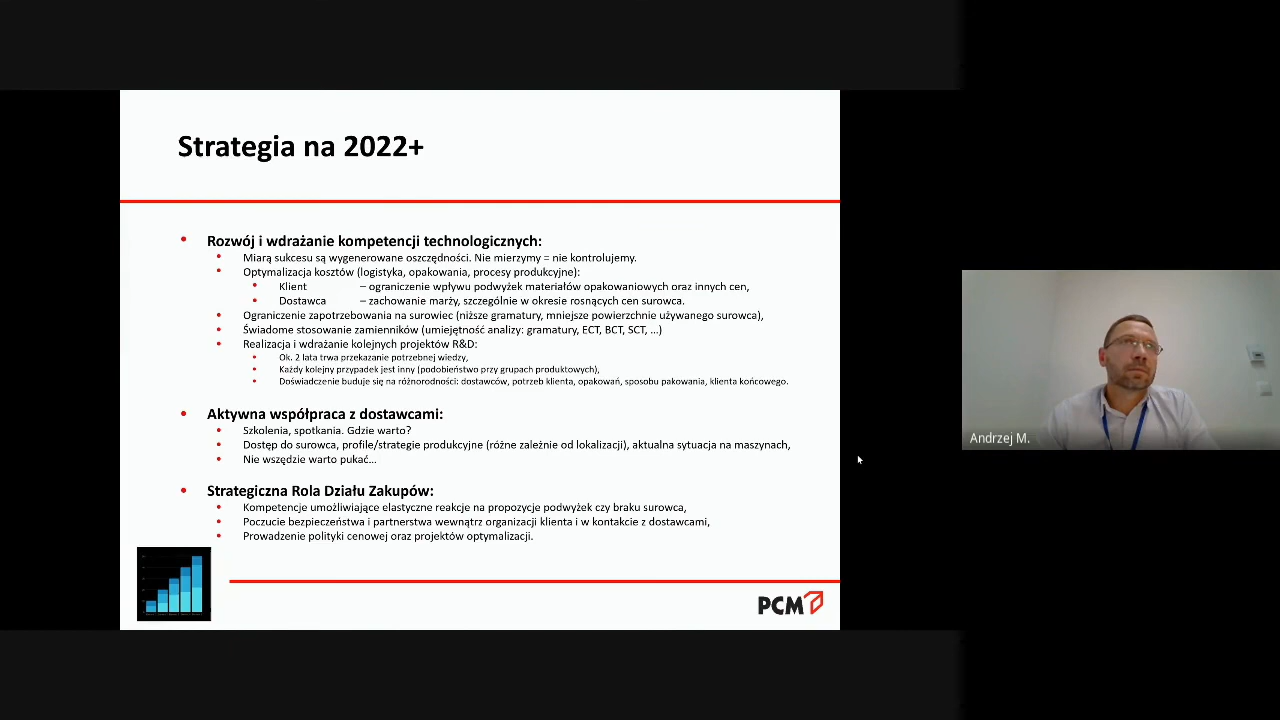 Strategia na 2022+
• Rozwój i wdrażanie kompetencji technologicznych:
• Miarą sukcesu są wygenerowane oszczędności. Nie mierzymy = nie kontrolujemy.
• Optymalizacja kosztów (logistyka, opakowania, procesy produkcyjne):
• Klient – ograniczenie wpływu podwyżek materiałów opakowaniowych oraz innych cen,
• Dostawca – zachowanie marży, szczególnie w okresie rosnących cen surowca.
• Ograniczenie zapotrzebowania na surowiec (niższe gramatury, mniejsze powierzchnie używanego surowca),
• Świadome stosowanie zamienników (umiejętność analizy: gramatury, ECT, BCT, SCT, ...)
• Realizacja i wdrażanie kolejnych projektów R&D:
• Ok. 2 lata trwa przekazanie potrzebnej wiedzy,
• Każdy kolejny przypadek jest inny (podobieństwo przy grupach produktowych),
• Doświadczenie buduje się na różnorodności: dostawców, potrzeb klienta, opakowań, sposobu pakowania, klienta końcowego.
• Aktywna współpraca z dostawcami:
• Szkolenia, spotkania. Gdzie warto?
• Dostęp do surowca, profile/strategie produkcyjne (różne zależnie od lokalizacji), aktualna sytuacja na maszynach,
• Nie wszędzie warto pukać...
• Strategiczna Rola Działu Zakupów:
• Kompetencje umożliwiające elastyczne reakcje na propozycje podwyżek czy braku surowca,
• Poczucie bezpieczeństwa i partnerstwa wewnątrz organizacji klienta i w kontakcie z dostawcami,
• Prowadzenie polityki cenowej oraz projektów optymalizacji.
PCM
Andrzej M.